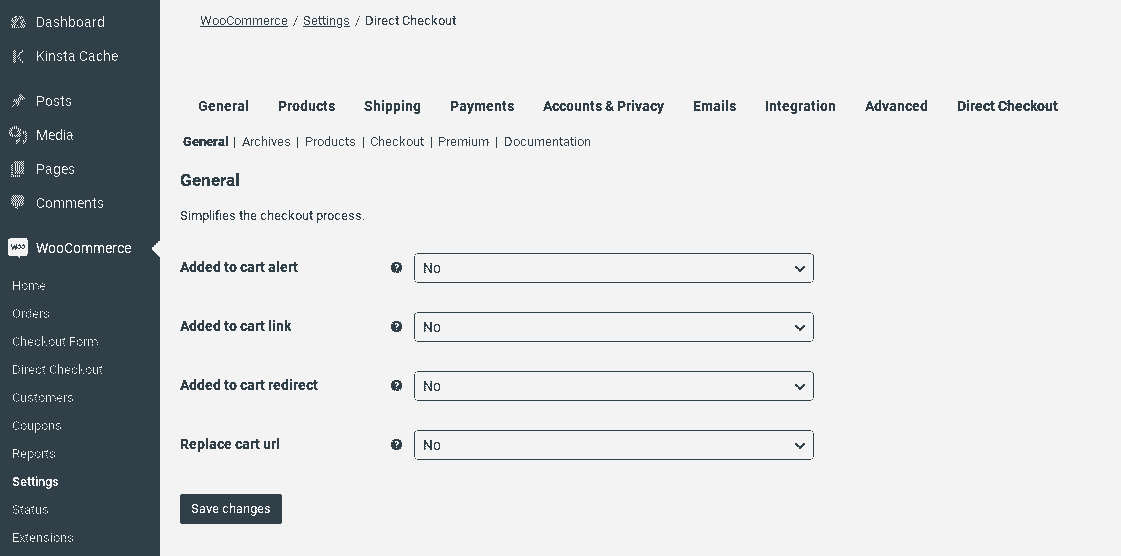 Dashboard
Kinsta Cache
Posts
Media
Pages
Comments
Woo WooCommerce
Home
Orders
Checkout Form
Direct Checkout
Customers
Coupons
Reports
Settings
Status
Extensions
WooCommerce / Settings / Direct Checkout
General Products Shipping Payments Accounts & Privacy Emails Integration Advanced Direct Checkout
General | Archives | Products | Checkout | Premium | Documentation
General
Simplifies the checkout process.
Added to cart alert ? No
Added to cart link ? No
Added to cart redirect ? No
Replace cart url ? No
Save changes